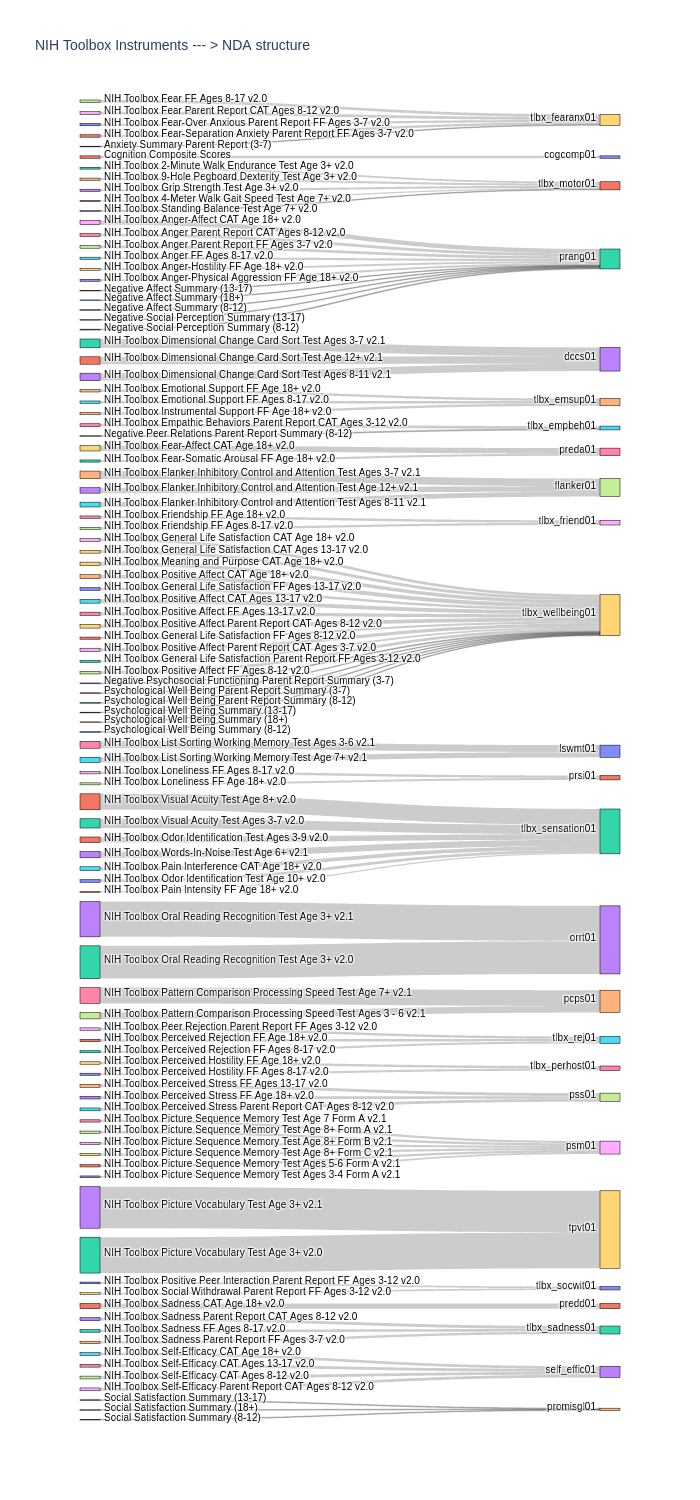 NIH Toolbox Instruments --- > NDA structure
NIH Toolbox Fear FF Ages 8-17 v2.0
NIH Toolbox Fear Parent Report CAT Ages 8-12 v2.0
tlbx_fearanx01
NIH Toolbox Fear-Over Anxious Parent Report FF Ages 3-7 v2.0
NIH Toolbox Fear-Separation Anxiety Parent Report FF Ages 3-7 v2.0
Anxiety Summary Parent Report (3-7)
Cognition Composite Scores
cogcomp01
NIH Toolbox 2-Minute Walk Endurance Test Age 3+ v2.0
NIH Toolbox 9-Hole Pegboard Dexterity Test Age 3+ v2.0
tlbx_motor01
NIH Toolbox Grip Strength Test Age 3+ v2.0
NIH Toolbox 4-Meter Walk Gait Speed Test Age 7+ v2.0
NIH Toolbox Standing Balance Test Age 7+ v2.0
NIH Toolbox Anger-Affect CAT Age 18+ v2.0
NIH Toolbox Anger Parent Report CAT Ages 8-12 v2.0
NIH Toolbox Anger Parent Report FF Ages 3-7 v2.0
NIH Toolbox Anger FF Ages 8-17 v2.0
prang01
NIH Toolbox Anger-Hostility FF Age 18+ v2.0
NIH Toolbox Anger-Physical Aggression FF Age 18+ v2.0
Negative Affect Summary (13-17)
Negative Affect Summary (18+)
Negative Affect Summary (8-12)
Negative Social Perception Summary (13-17)
Negative Social Perception Summary (8-12)
NIH Toolbox Dimensional Change Card Sort Test Ages 3-7 v2.1
NIH Toolbox Dimensional Change Card Sort Test Age 12+ v2.1
dccs01
NIH Toolbox Dimensional Change Card Sort Test Ages 8-11 v2.1
NIH Toolbox Emotional Support FF Age 18+ v2.0
NIH Toolbox Emotional Support FF Ages 8-17 v2.0
tlbx_emsup01
NIH Toolbox Instrumental Support FF Age 18+ v2.0
NIH Toolbox Empathic Behaviors Parent Report CAT Ages 3-12 v2.0
tlbx_empbeh01
Negative Peer Relations Parent Report Summary (8-12)
NIH Toolbox Fear-Affect CAT Age 18+ v2.0
preda01
NIH Toolbox Fear-Somatic Arousal FF Age 18+ v2.0
NIH Toolbox Flanker Inhibitory Control and Attention Test Ages 3-7 v2.1
NIH Toolbox Flanker Inhibitory Control and Attention Test Age 12+ v2.1
flanker01
NIH Toolbox Flanker Inhibitory Control and Attention Test Ages 8-11 v2.1
NIH Toolbox Friendship FF Age 18+ v2.0
tlbx_friend01
NIH Toolbox Friendship FF Ages 8-17 v2.0
NIH Toolbox General Life Satisfaction CAT Age 18+ v2.0
NIH Toolbox General Life Satisfaction CAT Ages 13-17 v2.0
NIH Toolbox Meaning and Purpose CAT Age 18+ v2.0
NIH Toolbox Positive Affect CAT Age 18+ v2.0
NIH Toolbox General Life Satisfaction FF Ages 13-17 v2.0
NIH Toolbox Positive Affect CAT Ages 13-17 v2.0
NIH Toolbox Positive Affect FF Ages 13-17 v2.0
tlbx_wellbeing01
NIH Toolbox Positive Affect Parent Report CAT Ages 8-12 v2.0
NIH Toolbox General Life Satisfaction FF Ages 8-12 v2.0
NIH Toolbox Positive Affect Parent Report CAT Ages 3-7 v2.0
NIH Toolbox General Life Satisfaction Parent Report FF Ages 3-12 v2.0
NIH Toolbox Positive Affect FF Ages 8-12 v2.0
Negative Psychosocial Functioning Parent Report Summary (3-7)
Psychological Well Being Parent Report Summary (3-7)
Psychological Well Being Parent Report Summary (8-12)
Psychological Well Being Summary (13-17)
Psychological Well Being Summary (18+)
Psychological Well Being Summary (8-12)
NIH Toolbox List Sorting Working Memory Test Ages 3-6 v2.1
lswmt01
NIH Toolbox List Sorting Working Memory Test Age 7+ v2.1
NIH Toolbox Loneliness FF Ages 8-17 v2.0
prsi01
NIH Toolbox Loneliness FF Age 18+ v2.0
NIH Toolbox Visual Acuity Test Age 8+ v2.0
NIH Toolbox Visual Acuity Test Ages 3-7 v2.0
tlbx_sensation01
NIH Toolbox Odor Identification Test Ages 3-9 v2.0
NIH Toolbox Words-In-Noise Test Age 6+ v2.1
NIH Toolbox Pain Interference CAT Age 18+ v2.0
NIH Toolbox Odor Identification Test Age 10+ v2.0
NIH Toolbox Pain Intensity FF Age 18+ v2.0
NIH Toolbox Oral Reading Recognition Test Age 3+ v2.1
orrt01
NIH Toolbox Oral Reading Recognition Test Age 3+ v2.0
NIH Toolbox Pattern Comparison Processing Speed Test Age 7+ v2.1
pcps01
NIH Toolbox Pattern Comparison Processing Speed Test Ages 3 - 6 v2.1
NIH Toolbox Peer Rejection Parent Report FF Ages 3-12 v2.0
NIH Toolbox Perceived Rejection FF Age 18+ v2.0
tlbx_rej01
NIH Toolbox Perceived Rejection FF Ages 8-17 v2.0
NIH Toolbox Perceived Hostility FF Age 18+ v2.0
tlbx_perhost01
NIH Toolbox Perceived Hostility FF Ages 8-17 v2.0
NIH Toolbox Perceived Stress FF Ages 13-17 v2.0
NIH Toolbox Perceived Stress FF Age 18+ v2.0
pss01
NIH Toolbox Perceived Stress Parent Report CAT Ages 8-12 v2.0
NIH Toolbox Picture Sequence Memory Test Age 7 Form A v2.1
NIH Toolbox Picture Sequence Memory Test Age 8+ Form A v2.1
NIH Toolbox Picture Sequence Memory Test Age 8+ Form B v2.1
psm01
NIH Toolbox Picture Sequence Memory Test Age 8+ Form C v2.1
NIH Toolbox Picture Sequence Memory Test Ages 5-6 Form A v2.1
NIH Toolbox Picture Sequence Memory Test Ages 3-4 Form A v2.1
NIH Toolbox Picture Vocabulary Test Age 3+ v2.1
tpvt01
NIH Toolbox Picture Vocabulary Test Age 3+ v2.0
NIH Toolbox Positive Peer Interaction Parent Report FF Ages 3-12 v2.0
tlbx_socwit01
NIH Toolbox Social Withdrawal Parent Report FF Ages 3-12 v2.0
NIH Toolbox Sadness CAT Age 18+ v2.0
predd01
NIH Toolbox Sadness Parent Report CAT Ages 8-12 v2.0
NIH Toolbox Sadness FF Ages 8-17 v2.0
tlbx_sadness01
NIH Toolbox Sadness Parent Report FF Ages 3-7 v2.0
NIH Toolbox Self-Efficacy CAT Age 18+ v2.0
NIH Toolbox Self-Efficacy CAT Ages 13-17 v2.0
self_effic01
NIH Toolbox Self-Efficacy CAT Ages 8-12 v2.0
NIH Toolbox Self-Efficacy Parent Report CAT Ages 8-12 v2.0
Social Satisfaction Summary (13-17)
Social Satisfaction Summary (18+)
promisgl01
Social Satisfaction Summary (8-12)